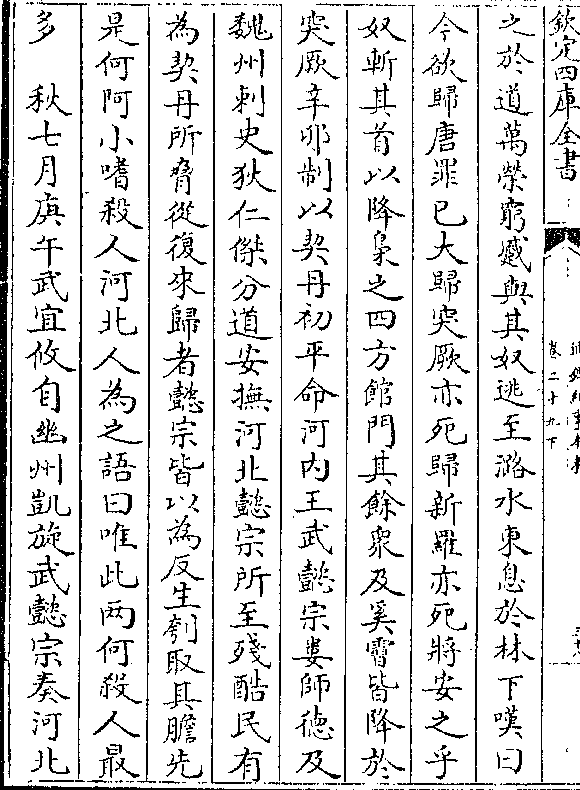 欽定四庫全書
卷二十九下
之於道萬榮窮蹙與其奴逃至潞水東息於林下嘆曰
今欲歸唐罪已大歸突厥亦死歸新羅亦死將安之乎
奴斬其首以降梟之四方館門其餘衆及奚霫皆降於
突厥辛卯制以契丹初平命河内王武懿宗婁師德及
魏州刺史狄仁傑分道安撫河北懿宗所至殘酷民有
為契丹所脅從復來歸者懿宗皆以為反生刳取其膽先
是何阿小嗜殺人河北人為之語曰唯此两何殺人最
多　秋七月庚午武宜攸自幽州凱旋武懿宗奏河北